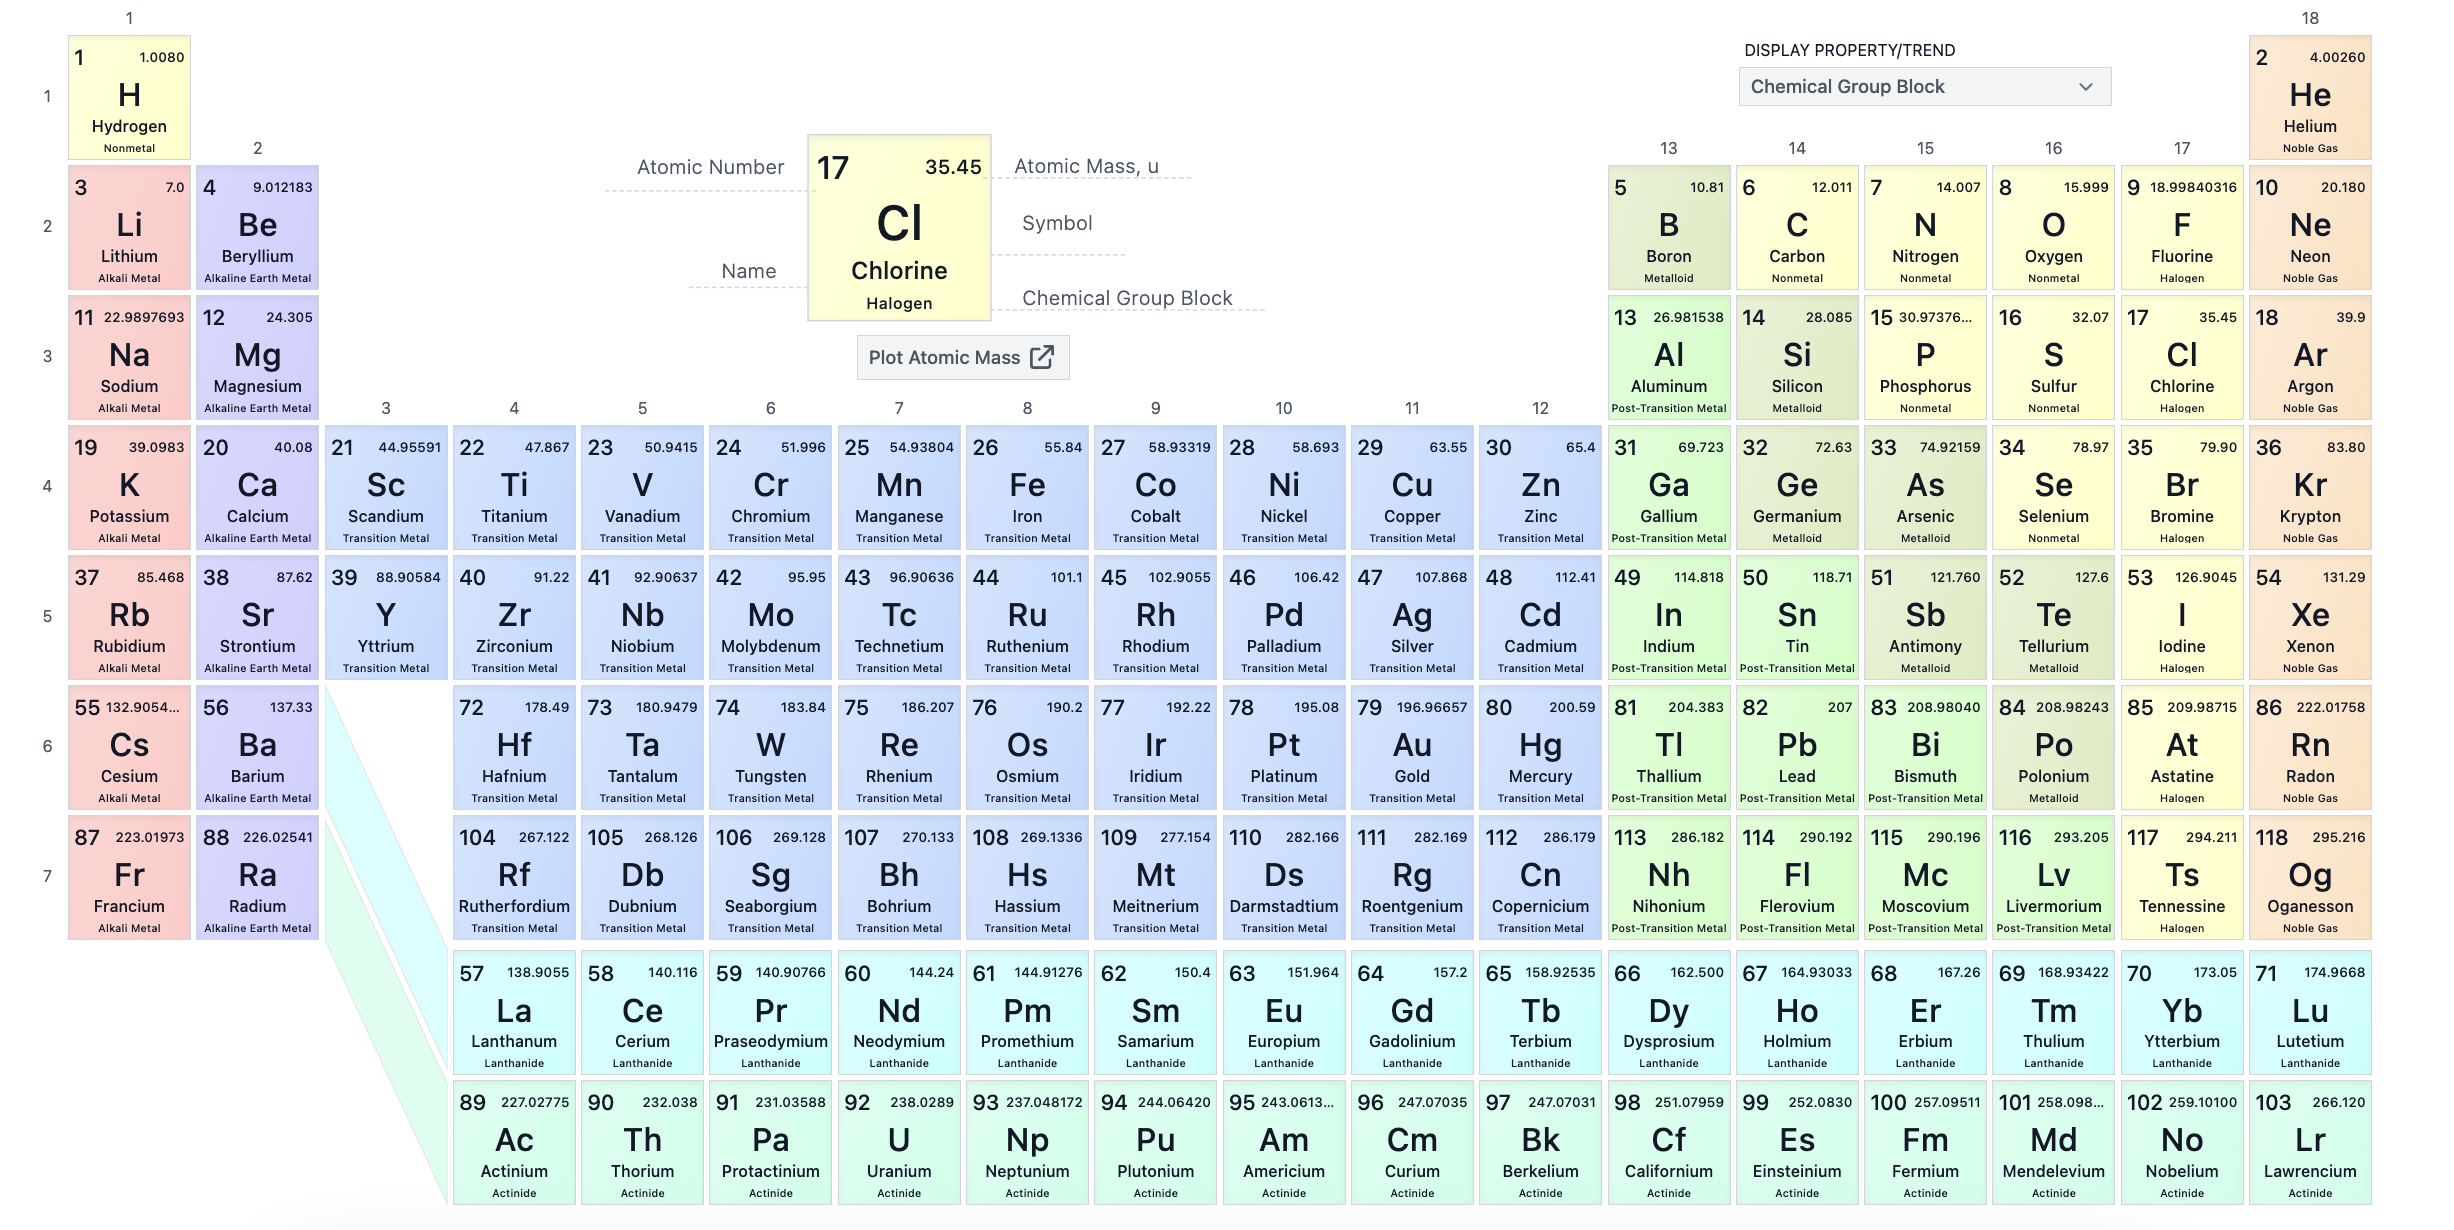 1 18
DISPLAY PROPERTY/TREND
Chemical Group Block
1 1 1.0080 H Hydrogen Nonmetal
2 4.00260 He Helium Noble Gas
2 13 14 15 16 17
Atomic Number
17 35.45 Cl Chlorine Halogen
Atomic Mass, u
Symbol
Name
Chemical Group Block
Plot Atomic Mass
2
3 7.0 Li Lithium Alkali Metal
4 9.012183 Be Beryllium Alkaline Earth Metal
5 10.81 B Boron Metalloid
6 12.011 C Carbon Nonmetal
7 14.007 N Nitrogen Nonmetal
8 15.999 O Oxygen Nonmetal
9 18.99840316 F Fluorine Halogen
10 20.180 Ne Neon Noble Gas
3
11 22.9897693 Na Sodium Alkali Metal
12 24.305 Mg Magnesium Alkaline Earth Metal
13 26.981538 Al Aluminum Post-Transition Metal
14 28.085 Si Silicon Metalloid
15 30.97376... P Phosphorus Nonmetal
16 32.07 S Sulfur Nonmetal
17 35.45 Cl Chlorine Halogen
18 39.9 Ar Argon Noble Gas
3 4 5 6 7 8 9 10 11 12
4
19 39.0983 K Potassium Alkali Metal
20 40.08 Ca Calcium Alkaline Earth Metal
21 44.95591 Sc Scandium Transition Metal
22 47.867 Ti Titanium Transition Metal
23 50.9415 V Vanadium Transition Metal
24 51.996 Cr Chromium Transition Metal
25 54.93804 Mn Manganese Transition Metal
26 55.84 Fe Iron Transition Metal
27 58.93319 Co Cobalt Transition Metal
28 58.693 Ni Nickel Transition Metal
29 63.55 Cu Copper Transition Metal
30 65.4 Zn Zinc Transition Metal
31 69.723 Ga Gallium Post-Transition Metal
32 72.63 Ge Germanium Metalloid
33 74.92159 As Arsenic Metalloid
34 78.97 Se Selenium Nonmetal
35 79.90 Br Bromine Halogen
36 83.80 Kr Krypton Noble Gas
5
37 85.468 Rb Rubidium Alkali Metal
38 87.62 Sr Strontium Alkaline Earth Metal
39 88.90584 Y Yttrium Transition Metal
40 91.22 Zr Zirconium Transition Metal
41 92.90637 Nb Niobium Transition Metal
42 95.95 Mo Molybdenum Transition Metal
43 96.90636 Tc Technetium Transition Metal
44 101.1 Ru Ruthenium Transition Metal
45 102.9055 Rh Rhodium Transition Metal
46 106.42 Pd Palladium Transition Metal
47 107.868 Ag Silver Transition Metal
48 112.41 Cd Cadmium Transition Metal
49 114.818 In Indium Post-Transition Metal
50 118.71 Sn Tin Post-Transition Metal
51 121.760 Sb Antimony Metalloid
52 127.6 Te Tellurium Metalloid
53 126.9045 I Iodine Halogen
54 131.29 Xe Xenon Noble Gas
6
55 132.9054... Cs Cesium Alkali Metal
56 137.33 Ba Barium Alkaline Earth Metal
72 178.49 Hf Hafnium Transition Metal
73 180.9479 Ta Tantalum Transition Metal
74 183.84 W Tungsten Transition Metal
75 186.207 Re Rhenium Transition Metal
76 190.2 Os Osmium Transition Metal
77 192.22 Ir Iridium Transition Metal
78 195.08 Pt Platinum Transition Metal
79 196.96657 Au Gold Transition Metal
80 200.59 Hg Mercury Transition Metal
81 204.383 Tl Thallium Post-Transition Metal
82 207 Pb Lead Post-Transition Metal
83 208.98040 Bi Bismuth Post-Transition Metal
84 208.98243 Po Polonium Metalloid
85 209.98715 At Astatine Halogen
86 222.01758 Rn Radon Noble Gas
7
87 223.01973 Fr Francium Alkali Metal
88 226.02541 Ra Radium Alkaline Earth Metal
104 267.122 Rf Rutherfordium Transition Metal
105 268.126 Db Dubnium Transition Metal
106 269.128 Sg Seaborgium Transition Metal
107 270.133 Bh Bohrium Transition Metal
108 269.1336 Hs Hassium Transition Metal
109 277.154 Mt Meitnerium Transition Metal
110 282.166 Ds Darmstadtium Transition Metal
111 282.169 Rg Roentgenium Transition Metal
112 286.179 Cn Copernicium Transition Metal
113 286.182 Nh Nihonium Post-Transition Metal
114 290.192 Fl Flerovium Post-Transition Metal
115 290.196 Mc Moscovium Post-Transition Metal
116 293.205 Lv Livermorium Post-Transition Metal
117 294.211 Ts Tennessine Halogen
118 295.216 Og Oganesson Noble Gas
57 138.9055 La Lanthanum Lanthanide
58 140.116 Ce Cerium Lanthanide
59 140.90766 Pr Praseodymium Lanthanide
60 144.24 Nd Neodymium Lanthanide
61 144.91276 Pm Promethium Lanthanide
62 150.4 Sm Samarium Lanthanide
63 151.964 Eu Europium Lanthanide
64 157.2 Gd Gadolinium Lanthanide
65 158.92535 Tb Terbium Lanthanide
66 162.500 Dy Dysprosium Lanthanide
67 164.93033 Ho Holmium Lanthanide
68 167.26 Er Erbium Lanthanide
69 168.93422 Tm Thulium Lanthanide
70 173.05 Yb Ytterbium Lanthanide
71 174.9668 Lu Lutetium Lanthanide
89 227.02775 Ac Actinium Actinide
90 232.038 Th Thorium Actinide
91 231.03588 Pa Protactinium Actinide
92 238.0289 U Uranium Actinide
93 237.048172 Np Neptunium Actinide
94 244.06420 Pu Plutonium Actinide
95 243.0613... Am Americium Actinide
96 247.07035 Cm Curium Actinide
97 247.07031 Bk Berkelium Actinide
98 251.07959 Cf Californium Actinide
99 252.0830 Es Einsteinium Actinide
100 257.09511 Fm Fermium Actinide
101 258.098... Md Mendelevium Actinide
102 259.10100 No Nobelium Actinide
103 266.120 Lr Lawrencium Actinide